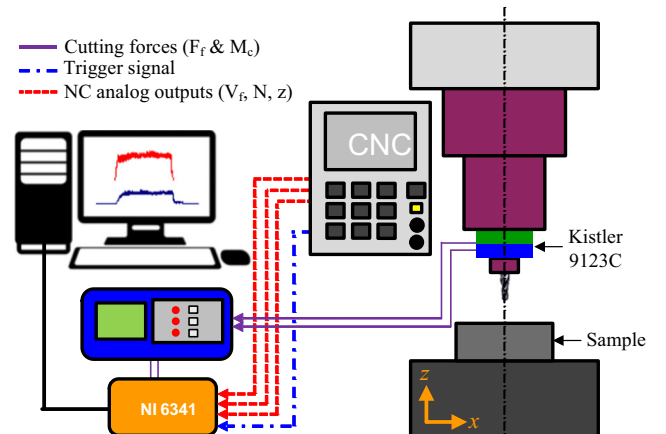 Cutting forces (F_f & M_c)
Trigger signal
NC analog outputs (V_f, N, z)
CNC
Kistler
9123C
Sample
NI 6341
z
x